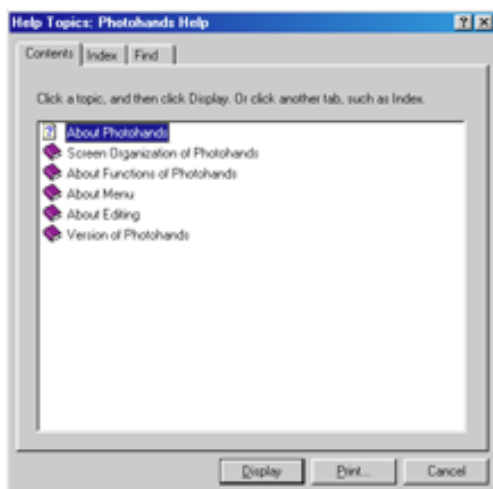 Help Topics: Photohands Help
Contents Index Find
Click a topic, and then click Display. Or click another tab, such as Index.
About Photohands
Screen Organization of Photohands
About Functions of Photohands
About Menu
About Editing
Version of Photohands
Display Print... Cancel